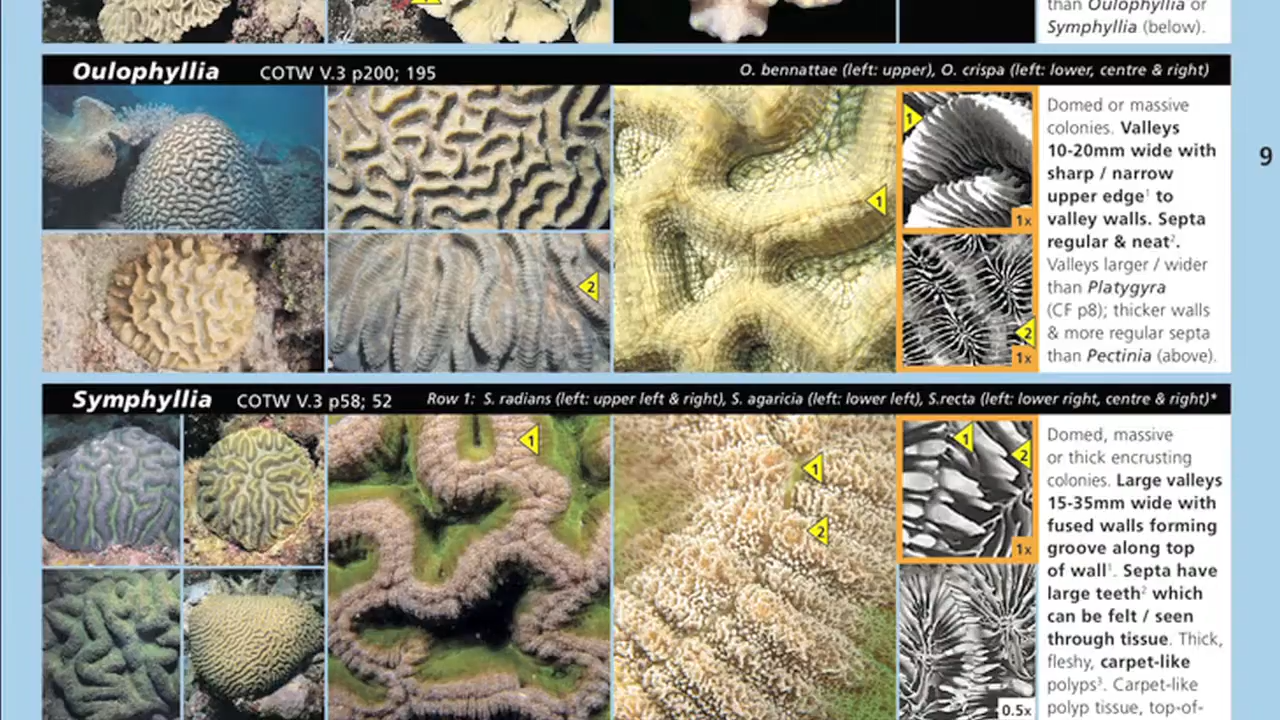 than Oulophyllia or
Symphyllia (below).
Oulophyllia COTW V.3 p200; 195 O. bennattae (left: upper), O. crispa (left: lower, centre & right)
1
2
1
1x
2
1x
Domed or massive
colonies. Valleys
10-20mm wide with
sharp / narrow
upper edge¹ to
valley walls. Septa
regular & neat².
Valleys larger / wider
than Platygyra
(CF p8); thicker walls
& more regular septa
than Pectinia (above).
9
Symphyllia COTW V.3 p58; 52 Row 1: S. radians (left: upper left & right), S. agaricia (left: lower left), S.recta (left: lower right, centre & right)*
1
1
2
1
2
1x
0.5x
Domed, massive
or thick encrusting
colonies. Large valleys
15-35mm wide with
fused walls forming
groove along top
of wall¹. Septa have
large teeth² which
can be felt / seen
through tissue. Thick,
fleshy, carpet-like
polyps³. Carpet-like
polyp tissue, top-of-